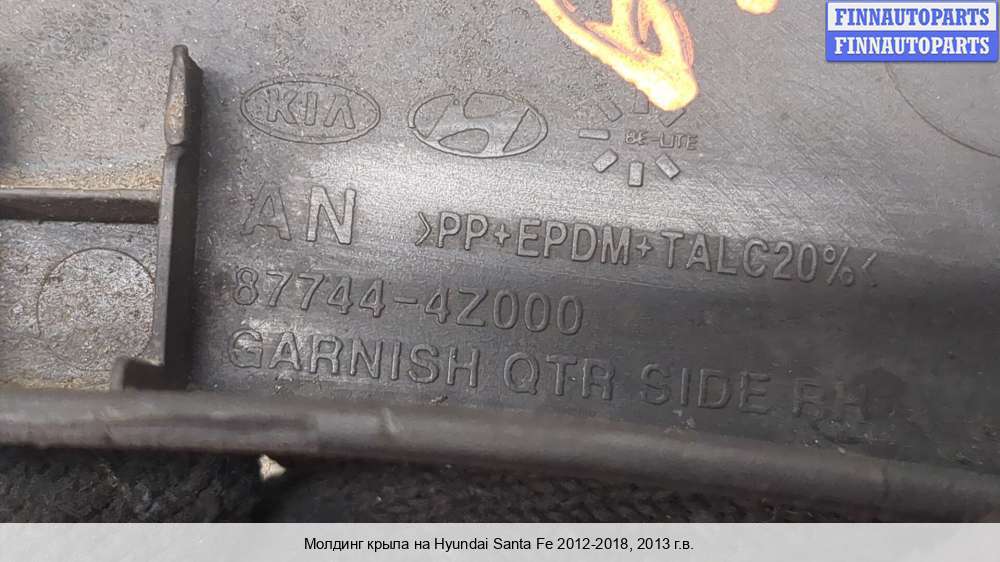 FINNAUTOPARTS
FINNAUTOPARTS
KIA
BE-LITE
AN >PP+EPDM+TALC20%<
87744-4Z000
GARNISH QTR SIDE RH
Молдинг крыла на Hyundai Santa Fe 2012-2018, 2013 г.в.